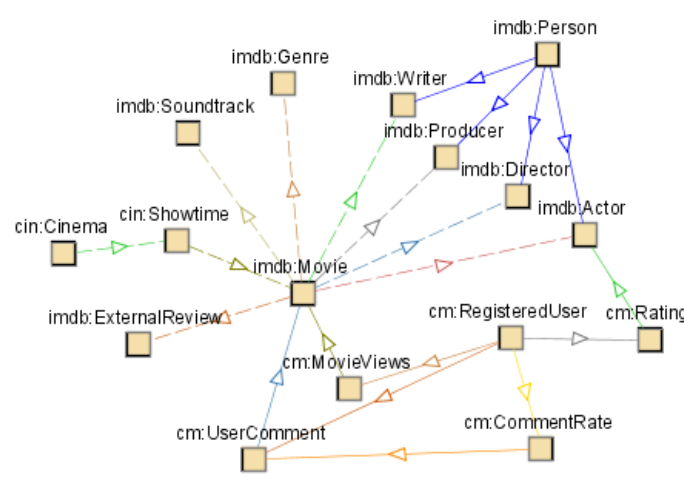 imdb:Person
imdb:Genre
imdb:Writer
imdb:Soundtrack
imdb:Producer
imdb:Director
imdb:Actor
cin:Showtime
cin:Cinema
imdb:Movie
imdb:ExternalReview
cm:RegisteredUser
cm:Rating
cm:MovieViews
cm:CommentRate
cm:UserComment